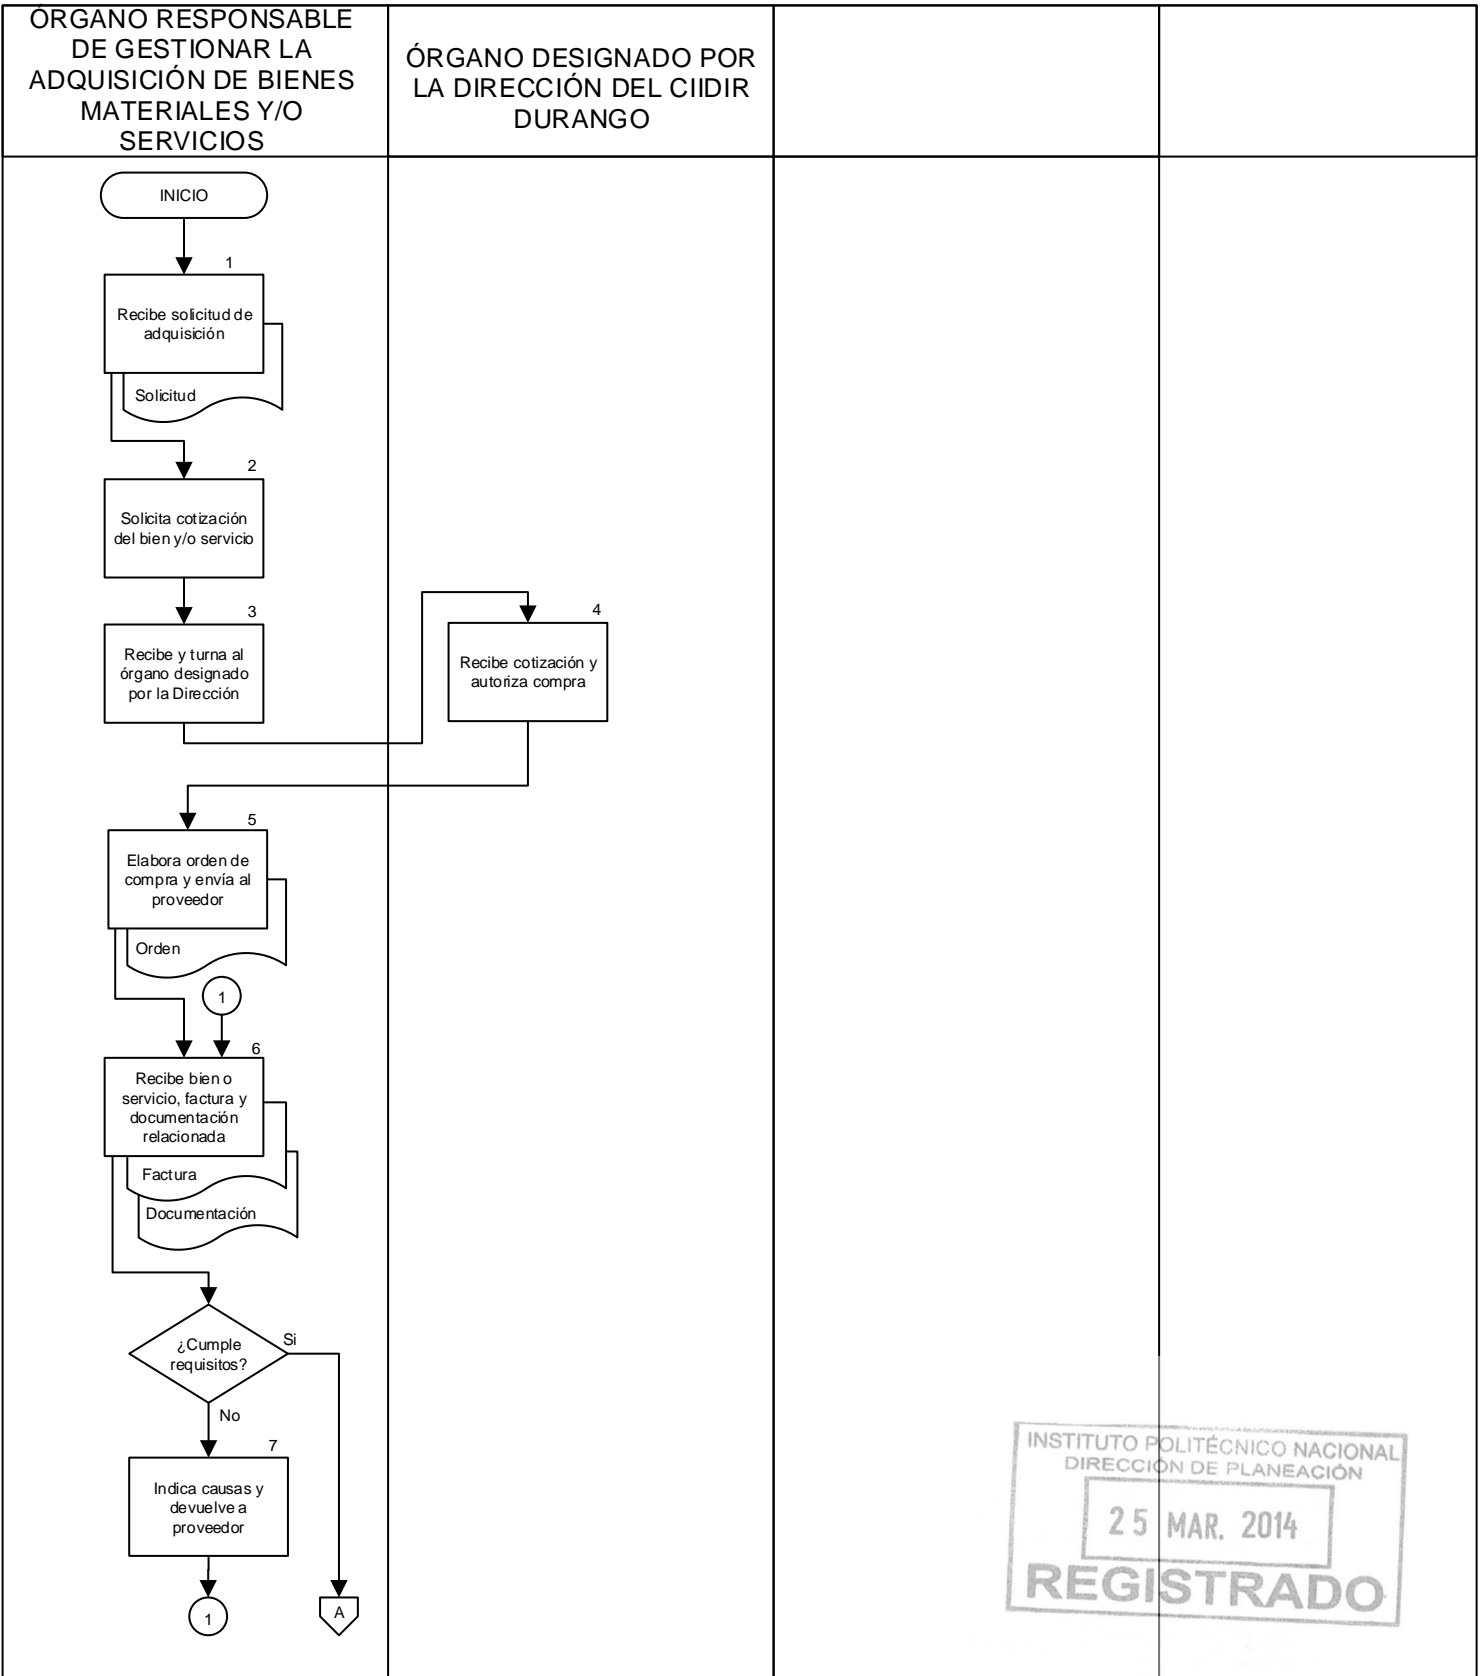 ÓRGANO RESPONSABLE
DE GESTIONAR LA
ADQUISICIÓN DE BIENES
MATERIALES Y/O
SERVICIOS
ÓRGANO DESIGNADO POR
LA DIRECCIÓN DEL CIIDIR
DURANGO
INICIO
1
Recibe solicitud de
adquisición
Solicitud
2
Solicita cotización
del bien y/o servicio
3
Recibe y turna al
órgano designado
por la Dirección
4
Recibe cotización y
autoriza compra
5
Elabora orden de
compra y envía al
proveedor
Orden
1
6
Recibe bien o
servicio, factura y
documentación
relacionada
Factura
Documentación
¿Cumple
requisitos?
Si
No
7
Indica causas y
devuelve a
proveedor
1
A
INSTITUTO POLITÉCNICO NACIONAL
DIRECCIÓN DE PLANEACIÓN
25 MAR. 2014
REGISTRADO